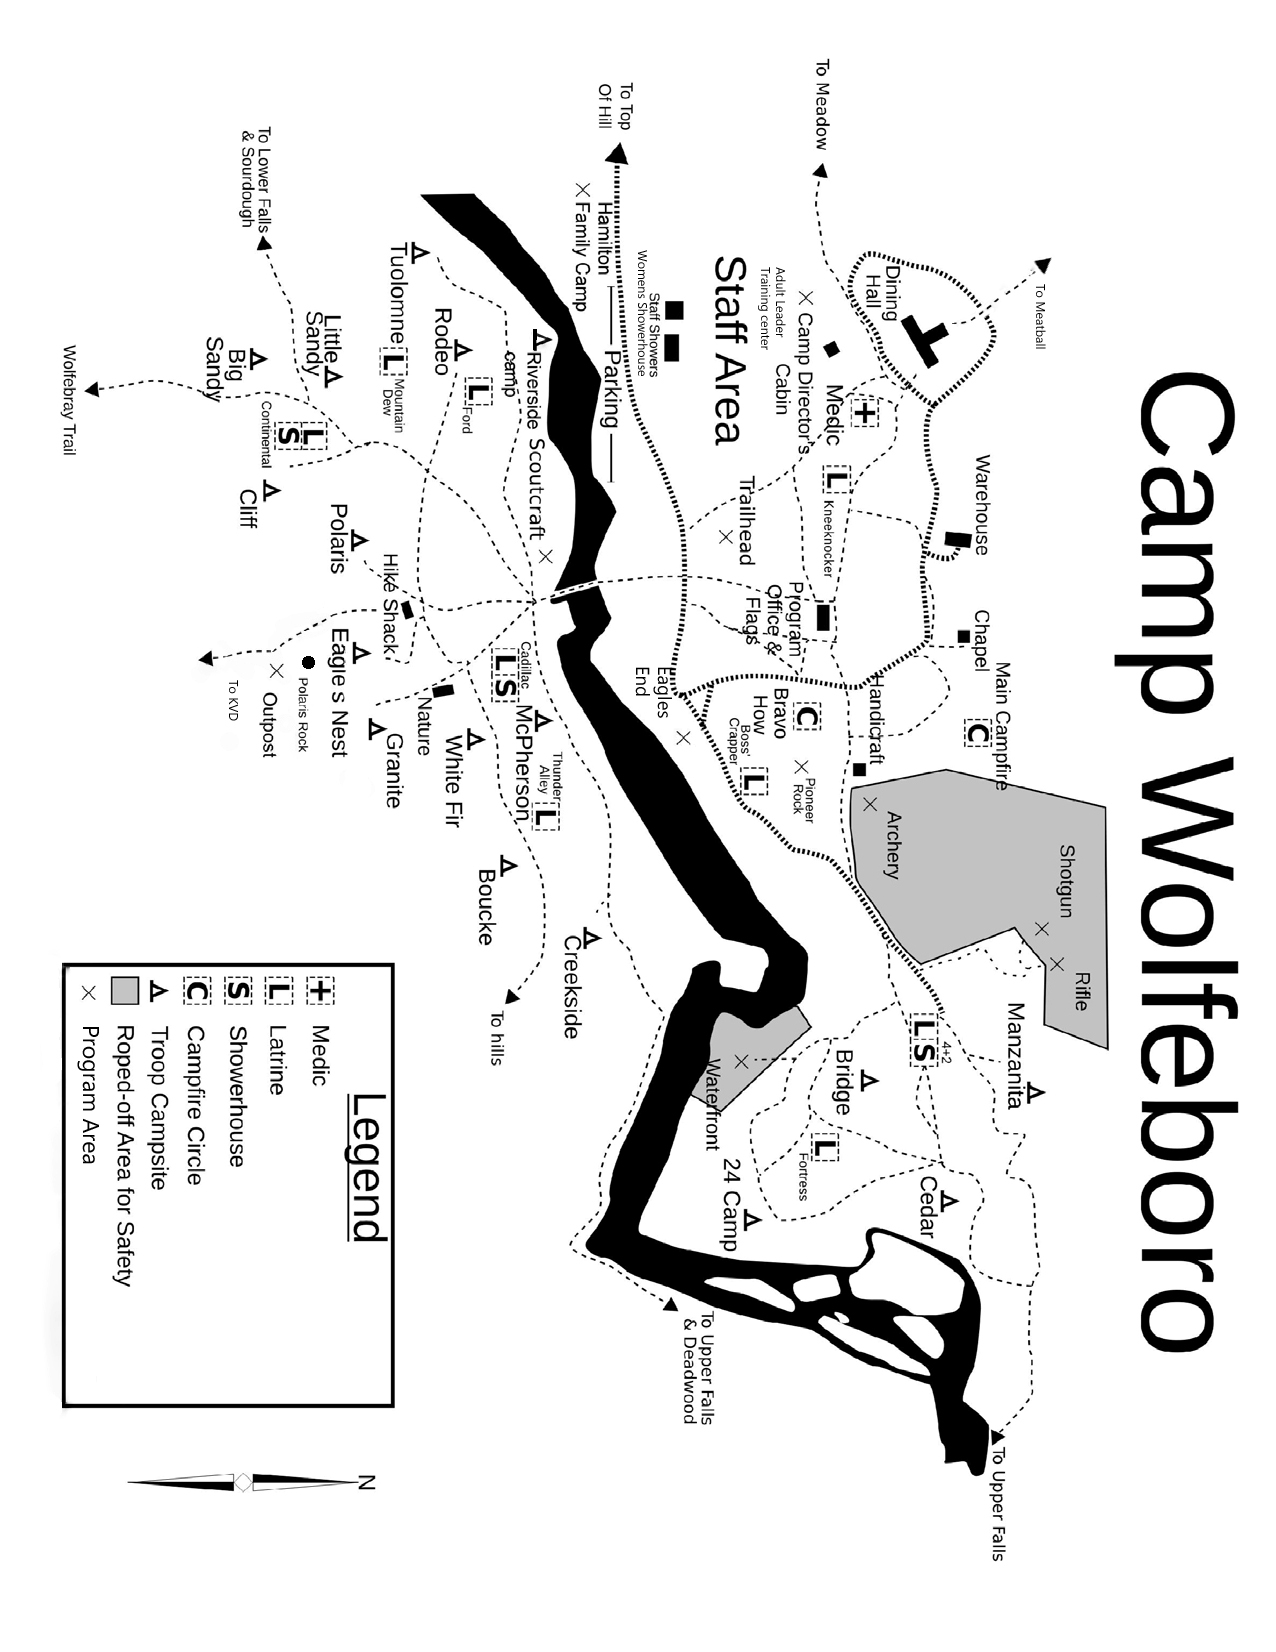 Camp Wolfeboro
To Meatball
Warehouse
Chapel
Main Campfire
C
Shotgun
Rifle
Manzanita
To Upper Falls
To Meadow
Dining
Hall
Medic
+
L
Kneeknocker
Handicraft
Archery
4+2
L S
Cedar
Camp Director's
Cabin
Adult Leader
Training center
Staff Area
Trailhead
Program
Office &
Flags
C
Bravo
How
Boss'
Crapper
L
Pioneer
Rock
Bridge
L
Fortress
24 Camp
Waterfront
Staff Showers
Womens Showerhouse
Eagles
End
To Upper Falls
& Deadwood
To Top
Of Hill
Hamilton
Parking
Family Camp
Riverside
camp
Scoutcraft
Cadillac
L S
McPherson
Thunder
Alley
L
Creekside
Tuolomne
L
Mountain
Dew
Rodeo
L
Ford
Nature
White Fir
Boucke
To hills
Hike Shack
Granite
Polaris
Eagle s Nest
Polaris Rock
Outpost
To KVD
To Lower Falls
& Sourdough
Little
Sandy
Big
Sandy
L
S
Continental
Cliff
Wolfebray Trail
Legend
+ Medic
L Latrine
S Showerhouse
C Campfire Circle
Troop Campsite
Roped-off Area for Safety
Program Area
N